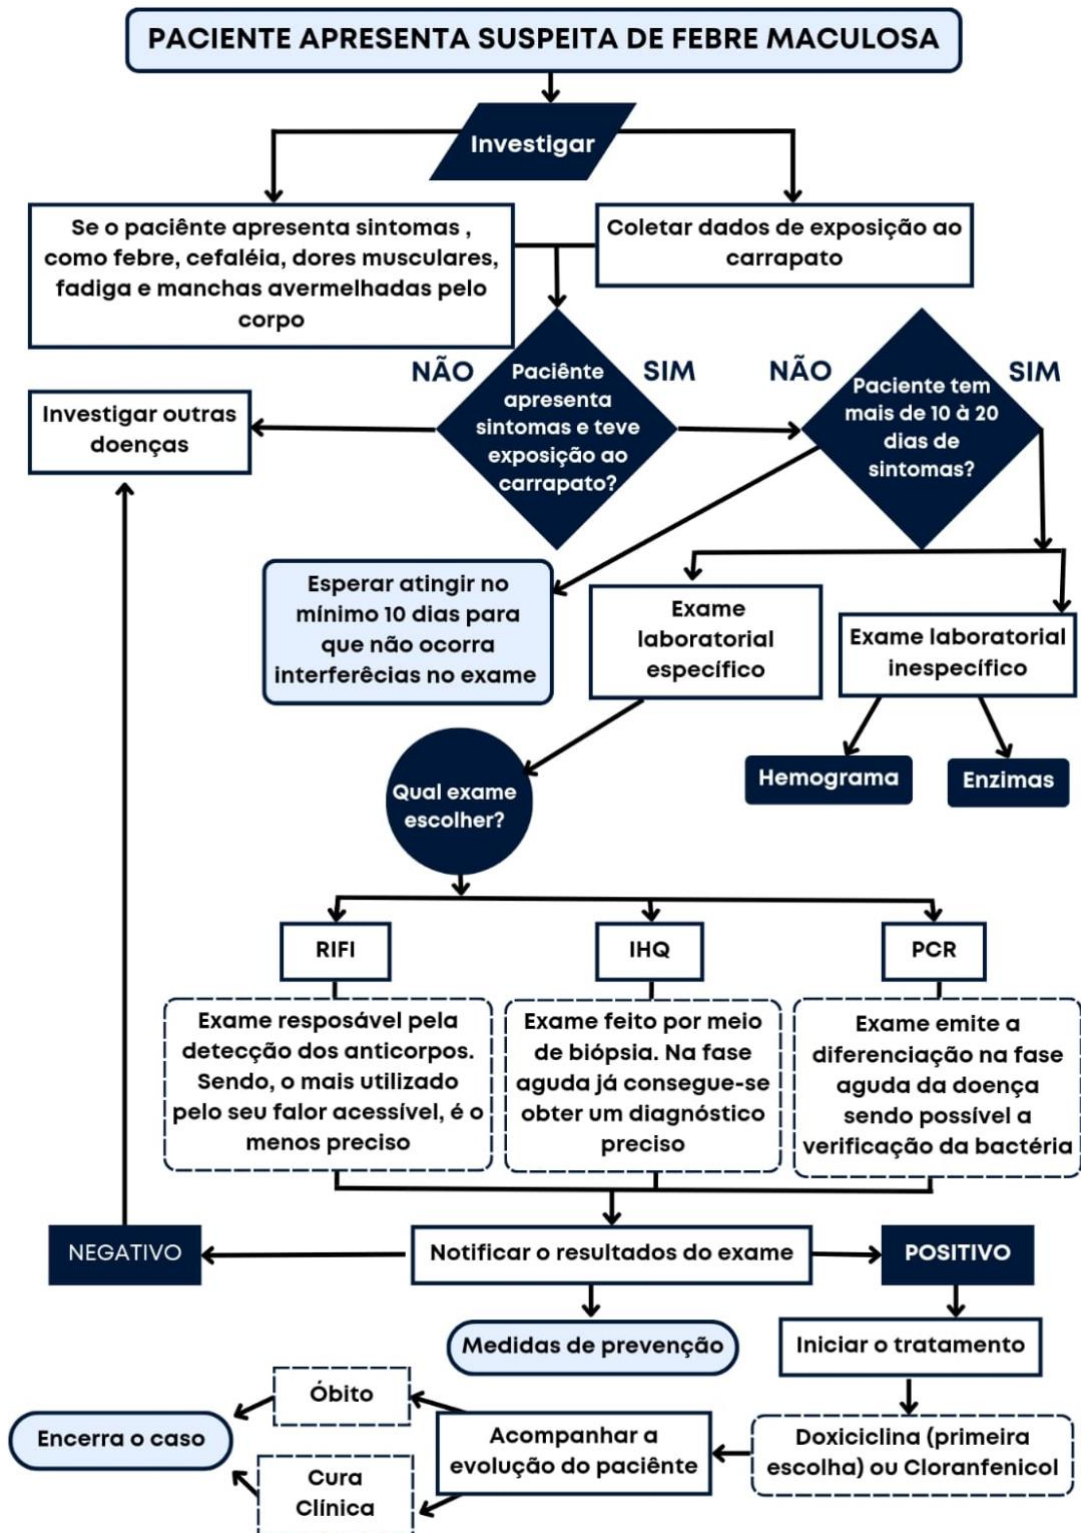 PACIENTE APRESENTA SUSPEITA DE FEBRE MACULOSA
Investigar
Se o paciênte apresenta sintomas ,
como febre, cefaléia, dores musculares,
fadiga e manchas avermelhadas pelo
corpo
Coletar dados de exposição ao
carrapato
NÃO
Paciênte
apresenta
sintomas e teve
exposição ao
carrapato?
SIM
NÃO
Paciente tem
mais de 10 à 20
dias de
sintomas?
SIM
Investigar outras
doenças
Esperar atingir no
mínimo 10 dias para
que não ocorra
interferêcias no exame
Exame
laboratorial
específico
Exame laboratorial
inespecífico
Hemograma
Enzimas
Qual exame
escolher?
RIFI
IHQ
PCR
Exame resposável pela
detecção dos anticorpos.
Sendo, o mais utilizado
pelo seu falor acessível, é o
menos preciso
Exame feito por meio
de biópsia. Na fase
aguda já consegue-se
obter um diagnóstico
preciso
Exame emite a
diferenciação na fase
aguda da doença
sendo possível a
verificação da bactéria
NEGATIVO
Notificar o resultados do exame
POSITIVO
Medidas de prevenção
Iniciar o tratamento
Óbito
Encerra o caso
Cura
Clínica
Acompanhar a
evolução do paciênte
Doxiciclina (primeira
escolha) ou Cloranfenicol